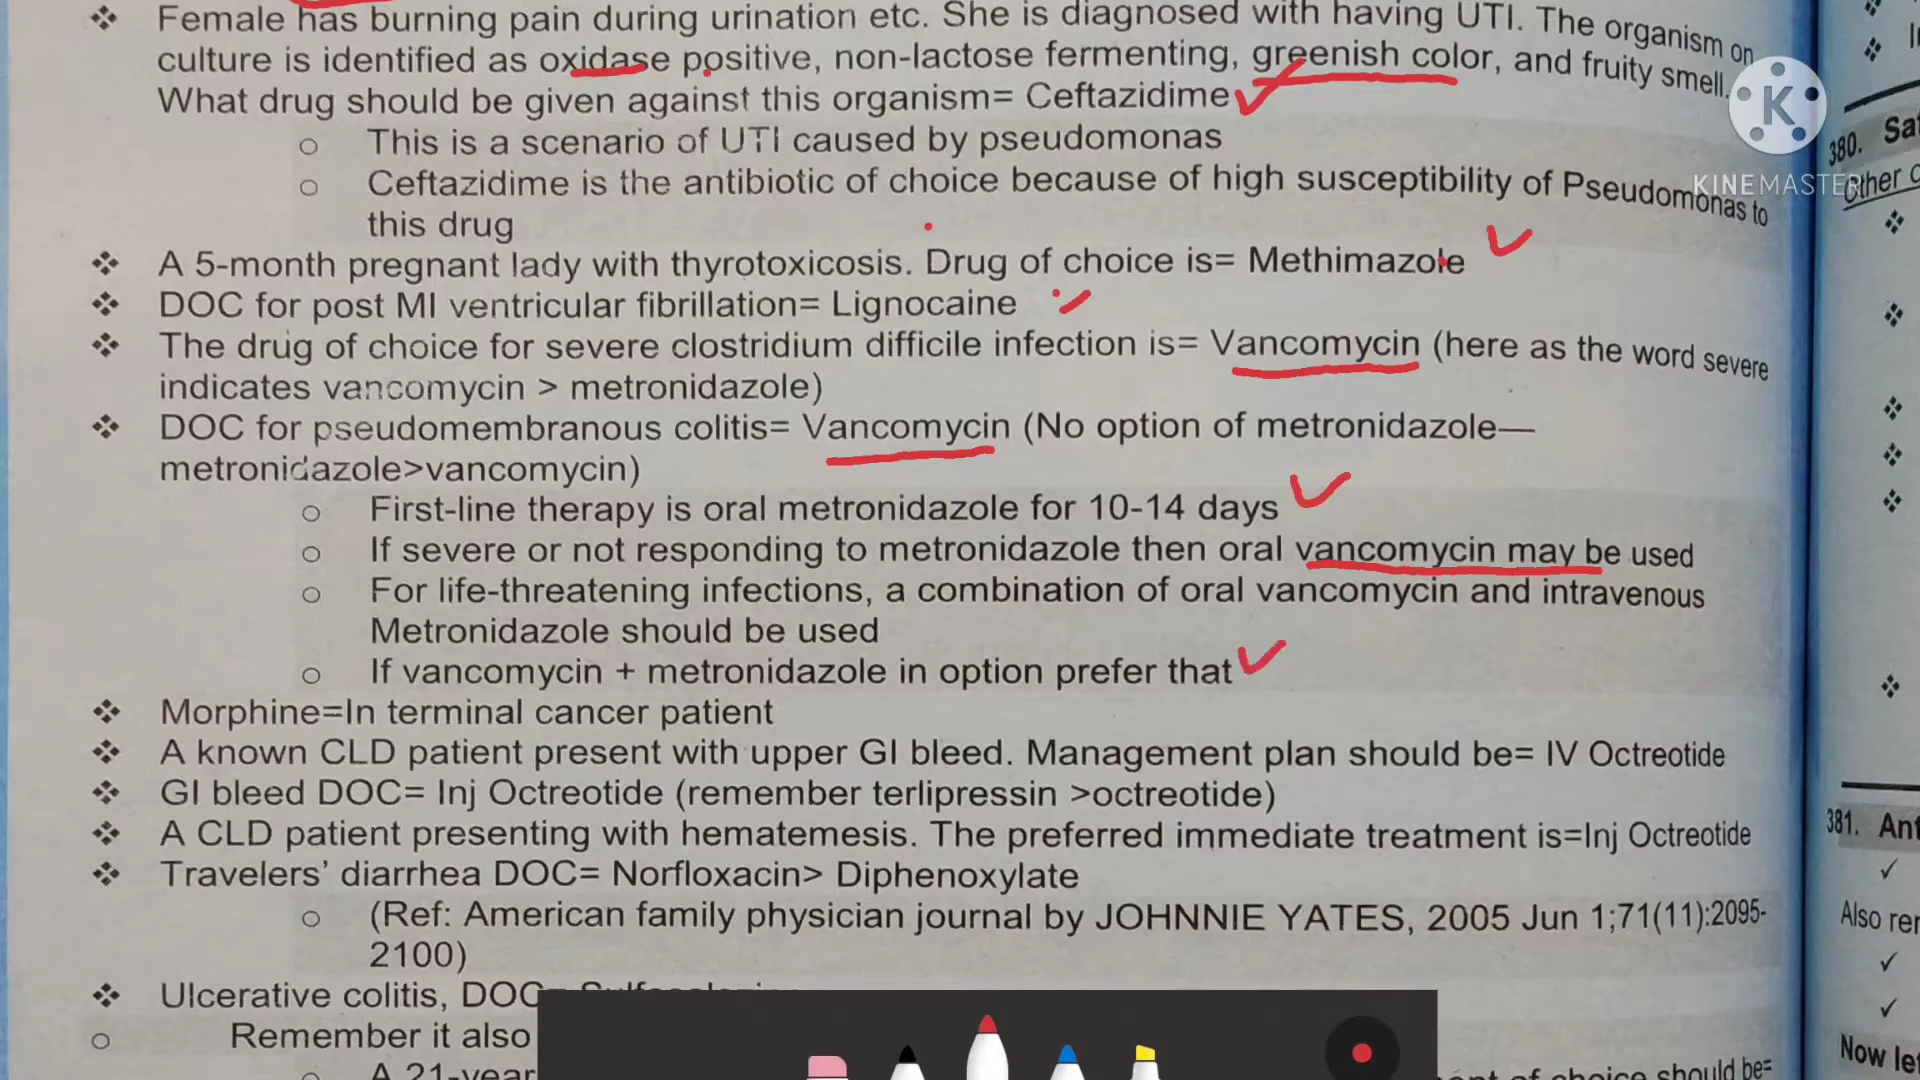 Female has burning pain during urination etc. She is diagnosed with having UTI. The organism on
culture is identified as oxidase positive, non-lactose fermenting, greenish color, and fruity smell.
What drug should be given against this organism= Ceftazidime
o This is a scenario of UTI caused by pseudomonas
o Ceftazidime is the antibiotic of choice because of high susceptibility of Pseudomonas to
this drug
A 5-month pregnant lady with thyrotoxicosis. Drug of choice is= Methimazole
DOC for post MI ventricular fibrillation= Lignocaine
The drug of choice for severe clostridium difficile infection is= Vancomycin (here as the word severe
indicates vancomycin > metronidazole)
DOC for pseudomembranous colitis= Vancomycin (No option of metronidazole—
metronidazole>vancomycin)
o First-line therapy is oral metronidazole for 10-14 days
o If severe or not responding to metronidazole then oral vancomycin may be used
o For life-threatening infections, a combination of oral vancomycin and intravenous
Metronidazole should be used
o If vancomycin + metronidazole in option prefer that
Morphine=In terminal cancer patient
A known CLD patient present with upper GI bleed. Management plan should be= IV Octreotide
GI bleed DOC= Inj Octreotide (remember terlipressin >octreotide)
A CLD patient presenting with hematemesis. The preferred immediate treatment is=Inj Octreotide
Travelers’ diarrhea DOC= Norfloxacin> Diphenoxylate
o (Ref: American family physician journal by JOHNNIE YATES, 2005 Jun 1;71(11):2095-
2100)
Ulcerative colitis, DOC=
o Remember it also
A 21-year
of choice should be=
K
KINEMASTER
380.
Other
381.
Also
Now